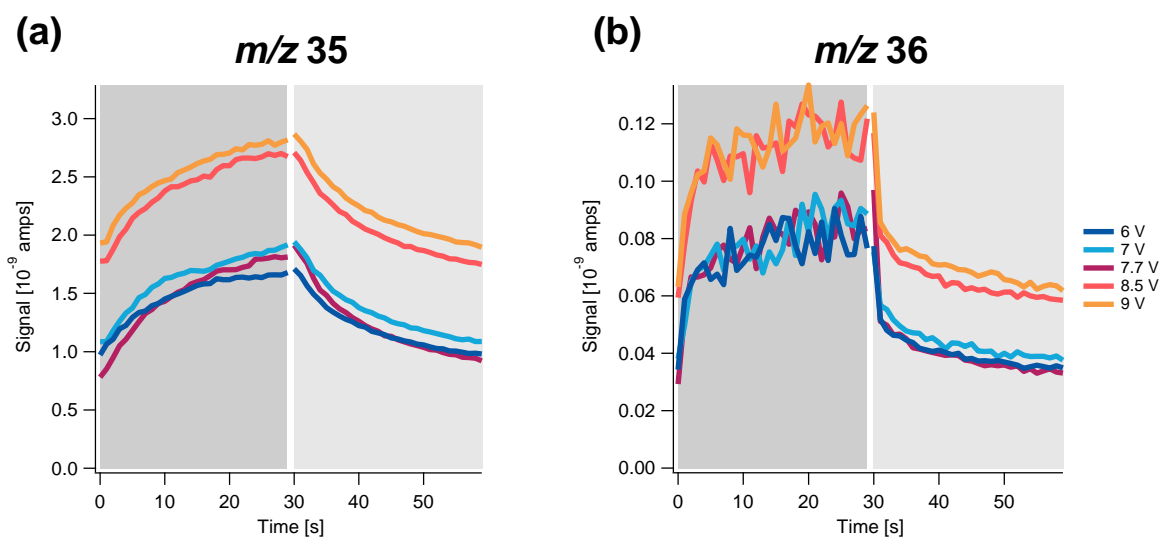 (a)
m/z 35
Signal [10⁻⁹ amps]
3.0
2.5
2.0
1.5
1.0
0.5
0.0
0 10 20 30 40 50
Time [s]
(b)
m/z 36
Signal [10⁻⁹ amps]
0.12
0.10
0.08
0.06
0.04
0.02
0.00
0 10 20 30 40 50
Time [s]
6 V
7 V
7.7 V
8.5 V
9 V